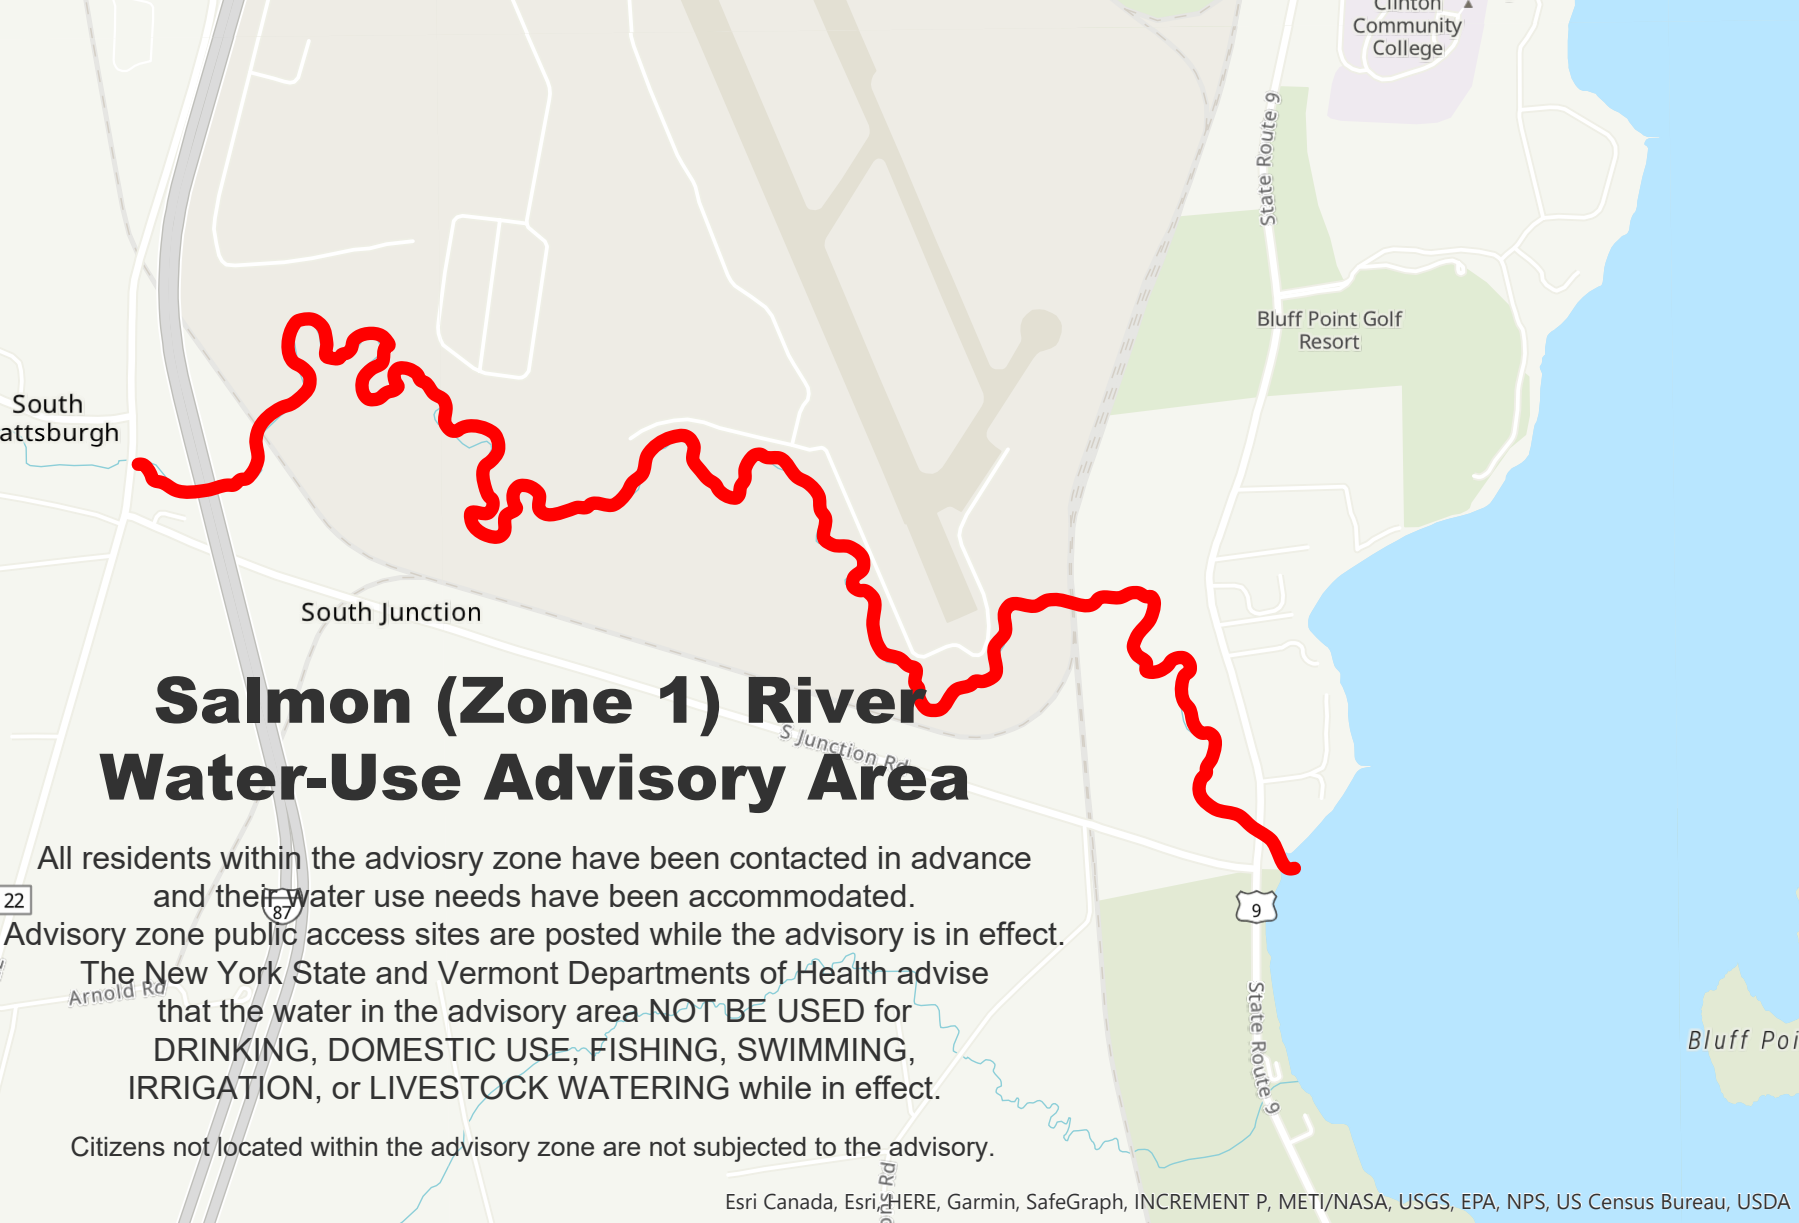 Clinton
Community
College
State Route 9
Bluff Point Golf
Resort
South
attsburgh
South Junction
Salmon (Zone 1) River
S Junction Rd
Water-Use Advisory Area
All residents within the adviosry zone have been contacted in advance
and their water use needs have been accommodated.
22
87
9
Advisory zone public access sites are posted while the advisory is in effect.
The New York State and Vermont Departments of Health advise
Arnold Rd
that the water in the advisory area NOT BE USED for
State Route 9
Bluff Poi
DRINKING, DOMESTIC USE, FISHING, SWIMMING,
IRRIGATION, or LIVESTOCK WATERING while in effect.
Citizens not located within the advisory zone are not subjected to the advisory.
ons Rd
Esri Canada, Esri, HERE, Garmin, SafeGraph, INCREMENT P, METI/NASA, USGS, EPA, NPS, US Census Bureau, USDA